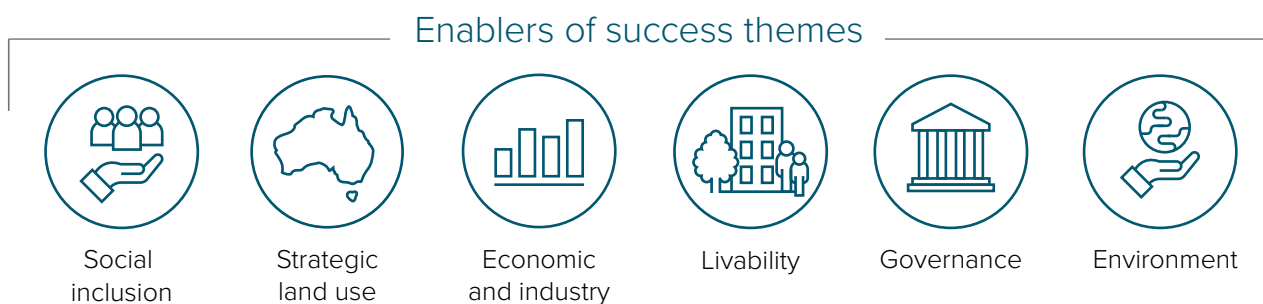 Enablers of success themes
Social
inclusion
Strategic
land use
Economic
and industry
Livability
Governance
Environment